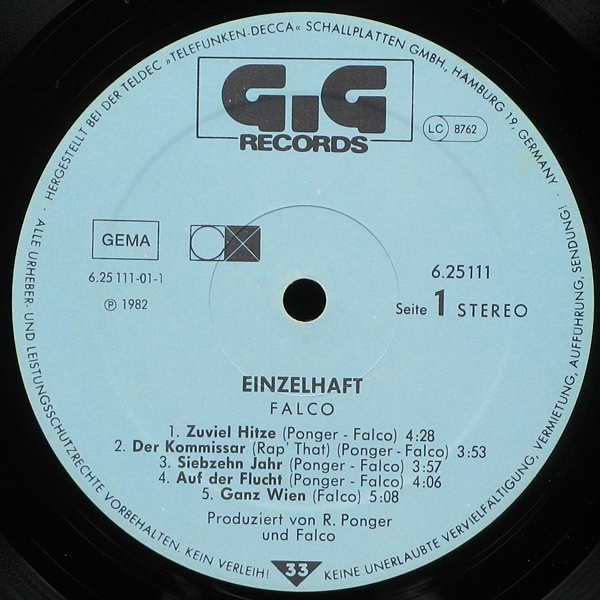 · HERGESTELLT BEI DER TELDEC »TELEFUNKEN-DECCA« SCHALLPLATTEN GMBH., HAMBURG 19, GERMANY ·
GIG
RECORDS
LC 8762
GEMA
6.25 111-01-1
Ⓟ 1982
6.25111
Seite 1 STEREO
EINZELHAFT
FALCO
1. Zuviel Hitze (Ponger - Falco) 4:28
2. Der Kommissar (Rap' That) (Ponger - Falco) 3:53
3. Siebzehn Jahr (Ponger - Falco) 3:57
4. Auf der Flucht (Ponger - Falco) 4:06
5. Ganz Wien (Falco) 5:08
Produziert von R. Ponger
und Falco
33
ALLE URHEBER- UND LEISTUNGSSCHUTZRECHTE VORBEHALTEN. KEIN VERLEIH! KEINE UNERLAUBTE VERVIELFÄLTIGUNG, VERMIETUNG, AUFFÜHRUNG, SENDUNG!